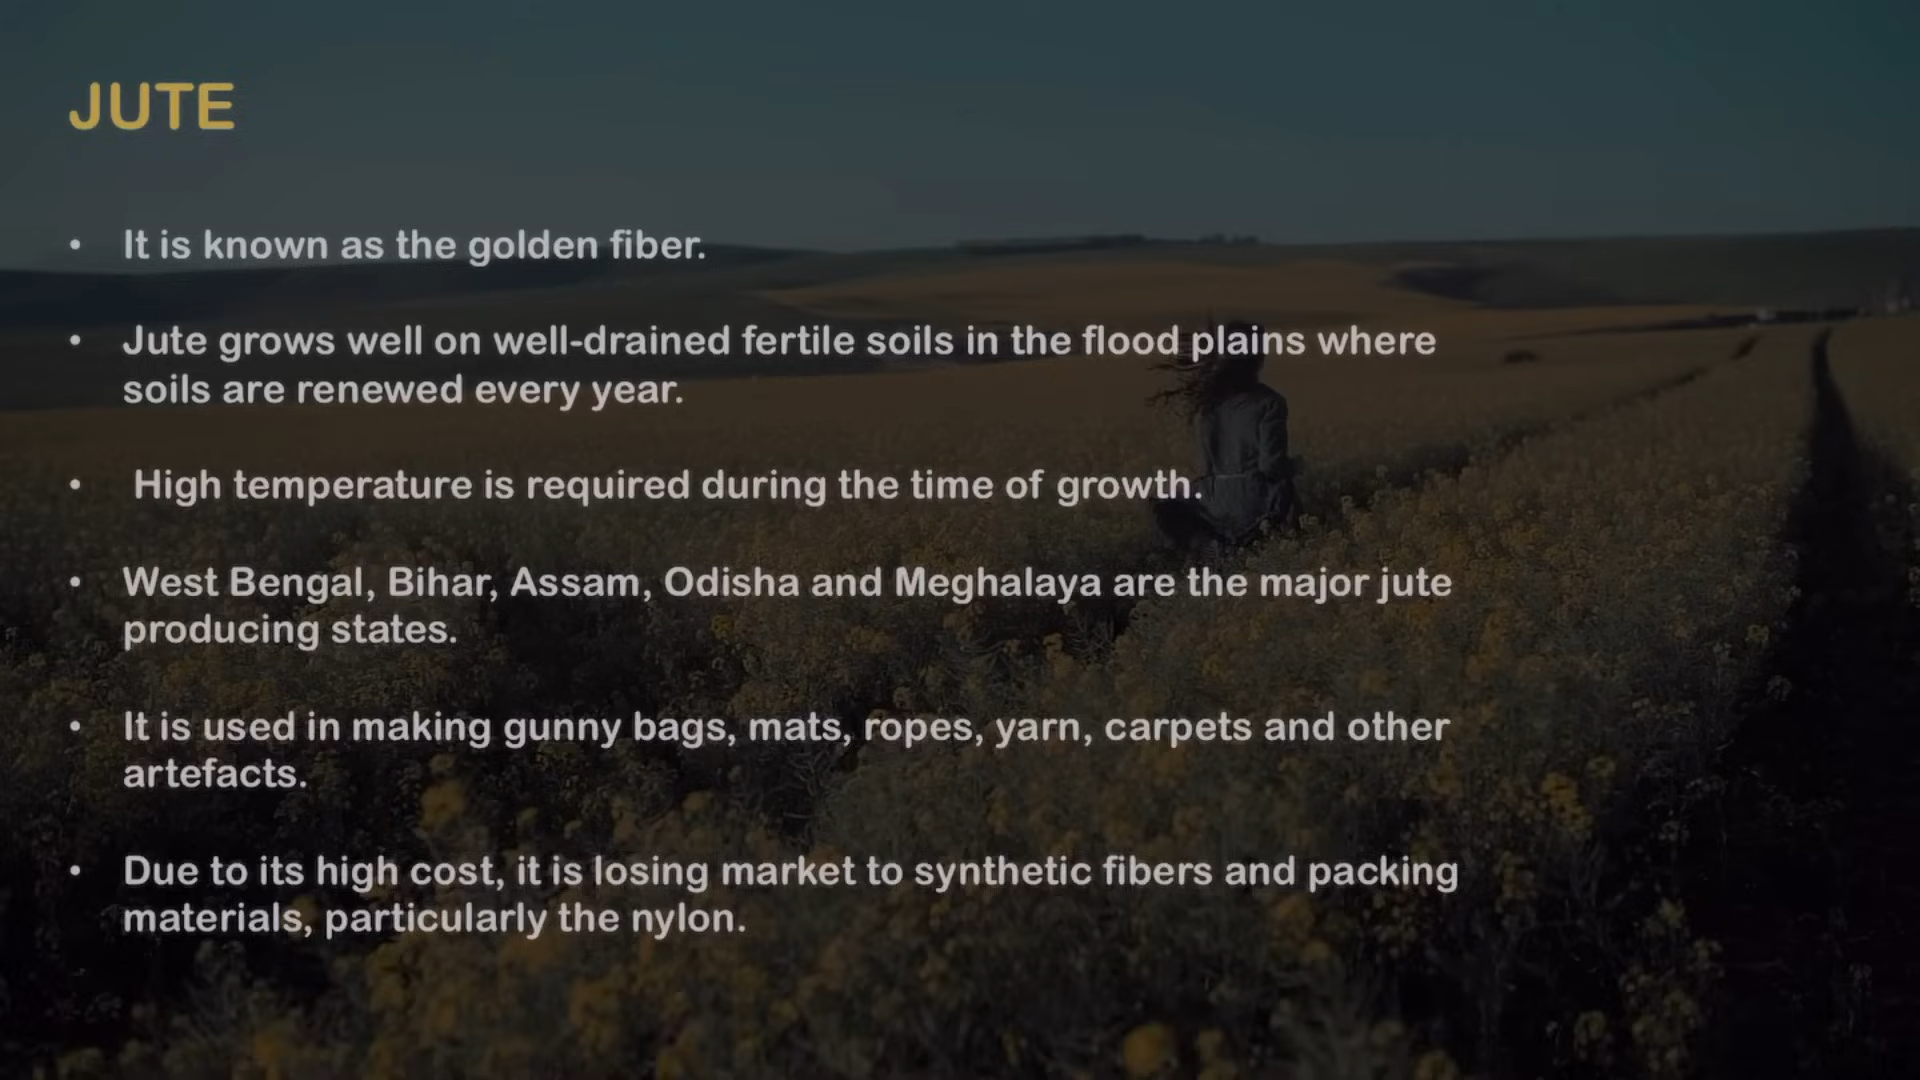 JUTE
• It is known as the golden fiber.
• Jute grows well on well-drained fertile soils in the flood plains where
soils are renewed every year.
• High temperature is required during the time of growth.
• West Bengal, Bihar, Assam, Odisha and Meghalaya are the major jute
producing states.
• It is used in making gunny bags, mats, ropes, yarn, carpets and other
artefacts.
• Due to its high cost, it is losing market to synthetic fibers and packing
materials, particularly the nylon.